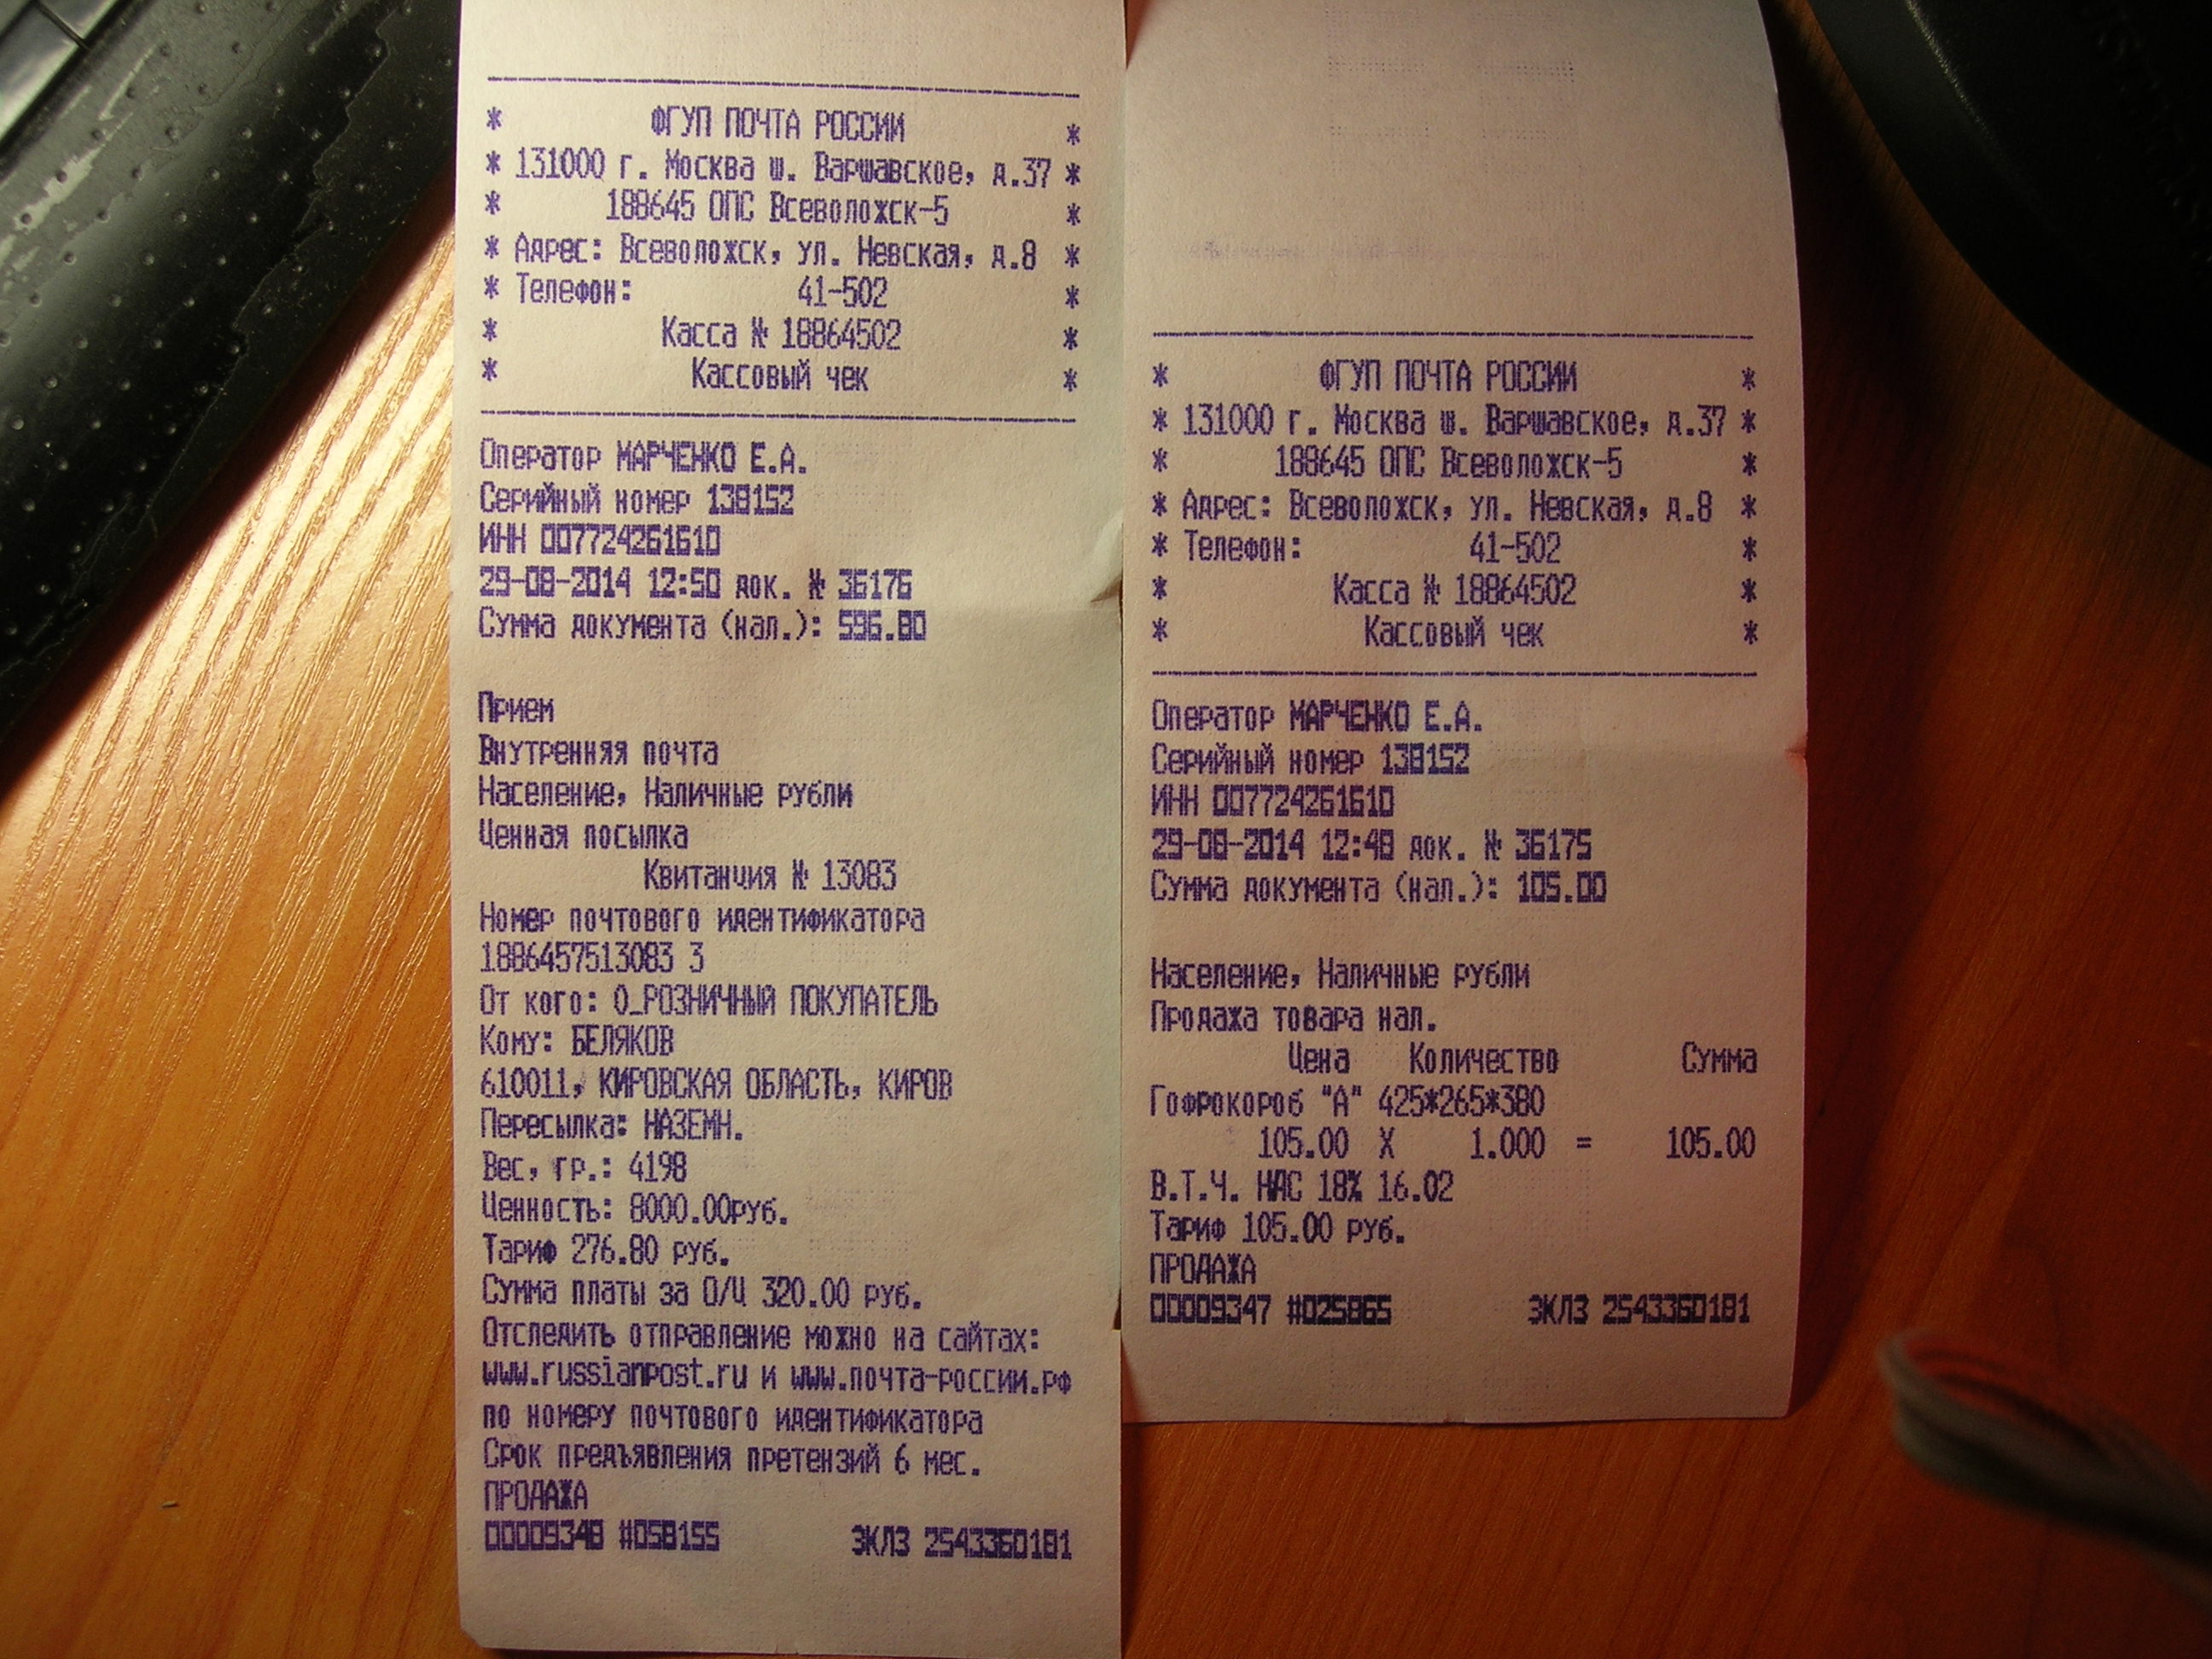 * ФГУП ПОЧТА РОССИИ *
* 131000 г. Москва ш. Варшавское, д.37 *
* 188645 ОПС Всеволожск-5 *
* Адрес: Всеволожск, ул. Невская, д.8 *
* Телефон: 41-502 *
* Касса № 18864502 *
* Кассовый чек *
Оператор МАРЧЕНКО Е.А.
Серийный номер 138152
ИНН 007724261610
29-08-2014 12:50 док. № 36176
Сумма документа (нал.): 596.80
Прием
Внутренняя почта
Население, Наличные рубли
Ценная посылка
Квитанция № 13083
Номер почтового идентификатора
1886457513083 3
От кого: О_РОЗНИЧНЫЙ ПОКУПАТЕЛЬ
Кому: БЕЛЯКОВ
610011, КИРОВСКАЯ ОБЛАСТЬ, КИРОВ
Пересылка: НАЗЕМН.
Вес, гр.: 4198
Ценность: 8000.00руб.
Тариф 276.80 руб.
Сумма платы за О/Ц 320.00 руб.
Отследить отправление можно на сайтах:
www.russianpost.ru и www.почта-россии.рф
по номеру почтового идентификатора
Срок предъявления претензий 6 мес.
ПРОДАЖА
00009348 #058155 ЭКЛЗ 2543360181
* ФГУП ПОЧТА РОССИИ *
* 131000 г. Москва ш. Варшавское, д.37 *
* 188645 ОПС Всеволожск-5 *
* Адрес: Всеволожск, ул. Невская, д.8 *
* Телефон: 41-502 *
* Касса № 18864502 *
* Кассовый чек *
Оператор МАРЧЕНКО Е.А.
Серийный номер 138152
ИНН 007724261610
29-08-2014 12:48 док. № 36175
Сумма документа (нал.): 105.00
Население, Наличные рубли
Продажа товара нал.
Цена Количество Сумма
Гофрокороб "А" 425*265*380
105.00 X 1.000 = 105.00
В.Т.Ч. НДС 18% 16.02
Тариф 105.00 руб.
ПРОДАЖА
00009347 #025865 ЭКЛЗ 2543360181